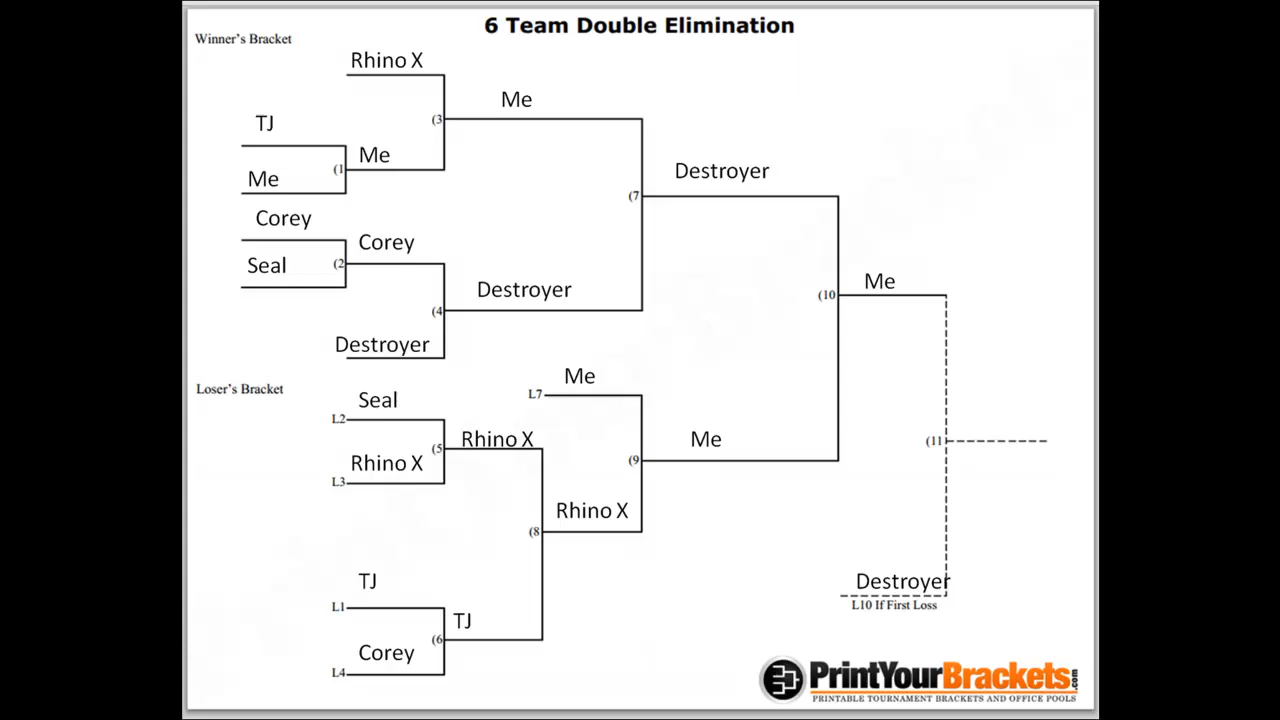 6 Team Double Elimination
Winner's Bracket
Rhino X
Me
(3
TJ
Me
(1
Me
Destroyer
(7
Corey
Corey
Seal
(2
Me
Destroyer
(10
(4
Destroyer
Me
Loser's Bracket
L7
Seal
L2
Rhino X
Me
(5
(11
Rhino X
(9
L3
Rhino X
(8
TJ
Destroyer
L1
L10 If First Loss
TJ
(6
Corey
L4
PrintYourBrackets.com
PRINTABLE TOURNAMENT BRACKETS AND OFFICE POOLS